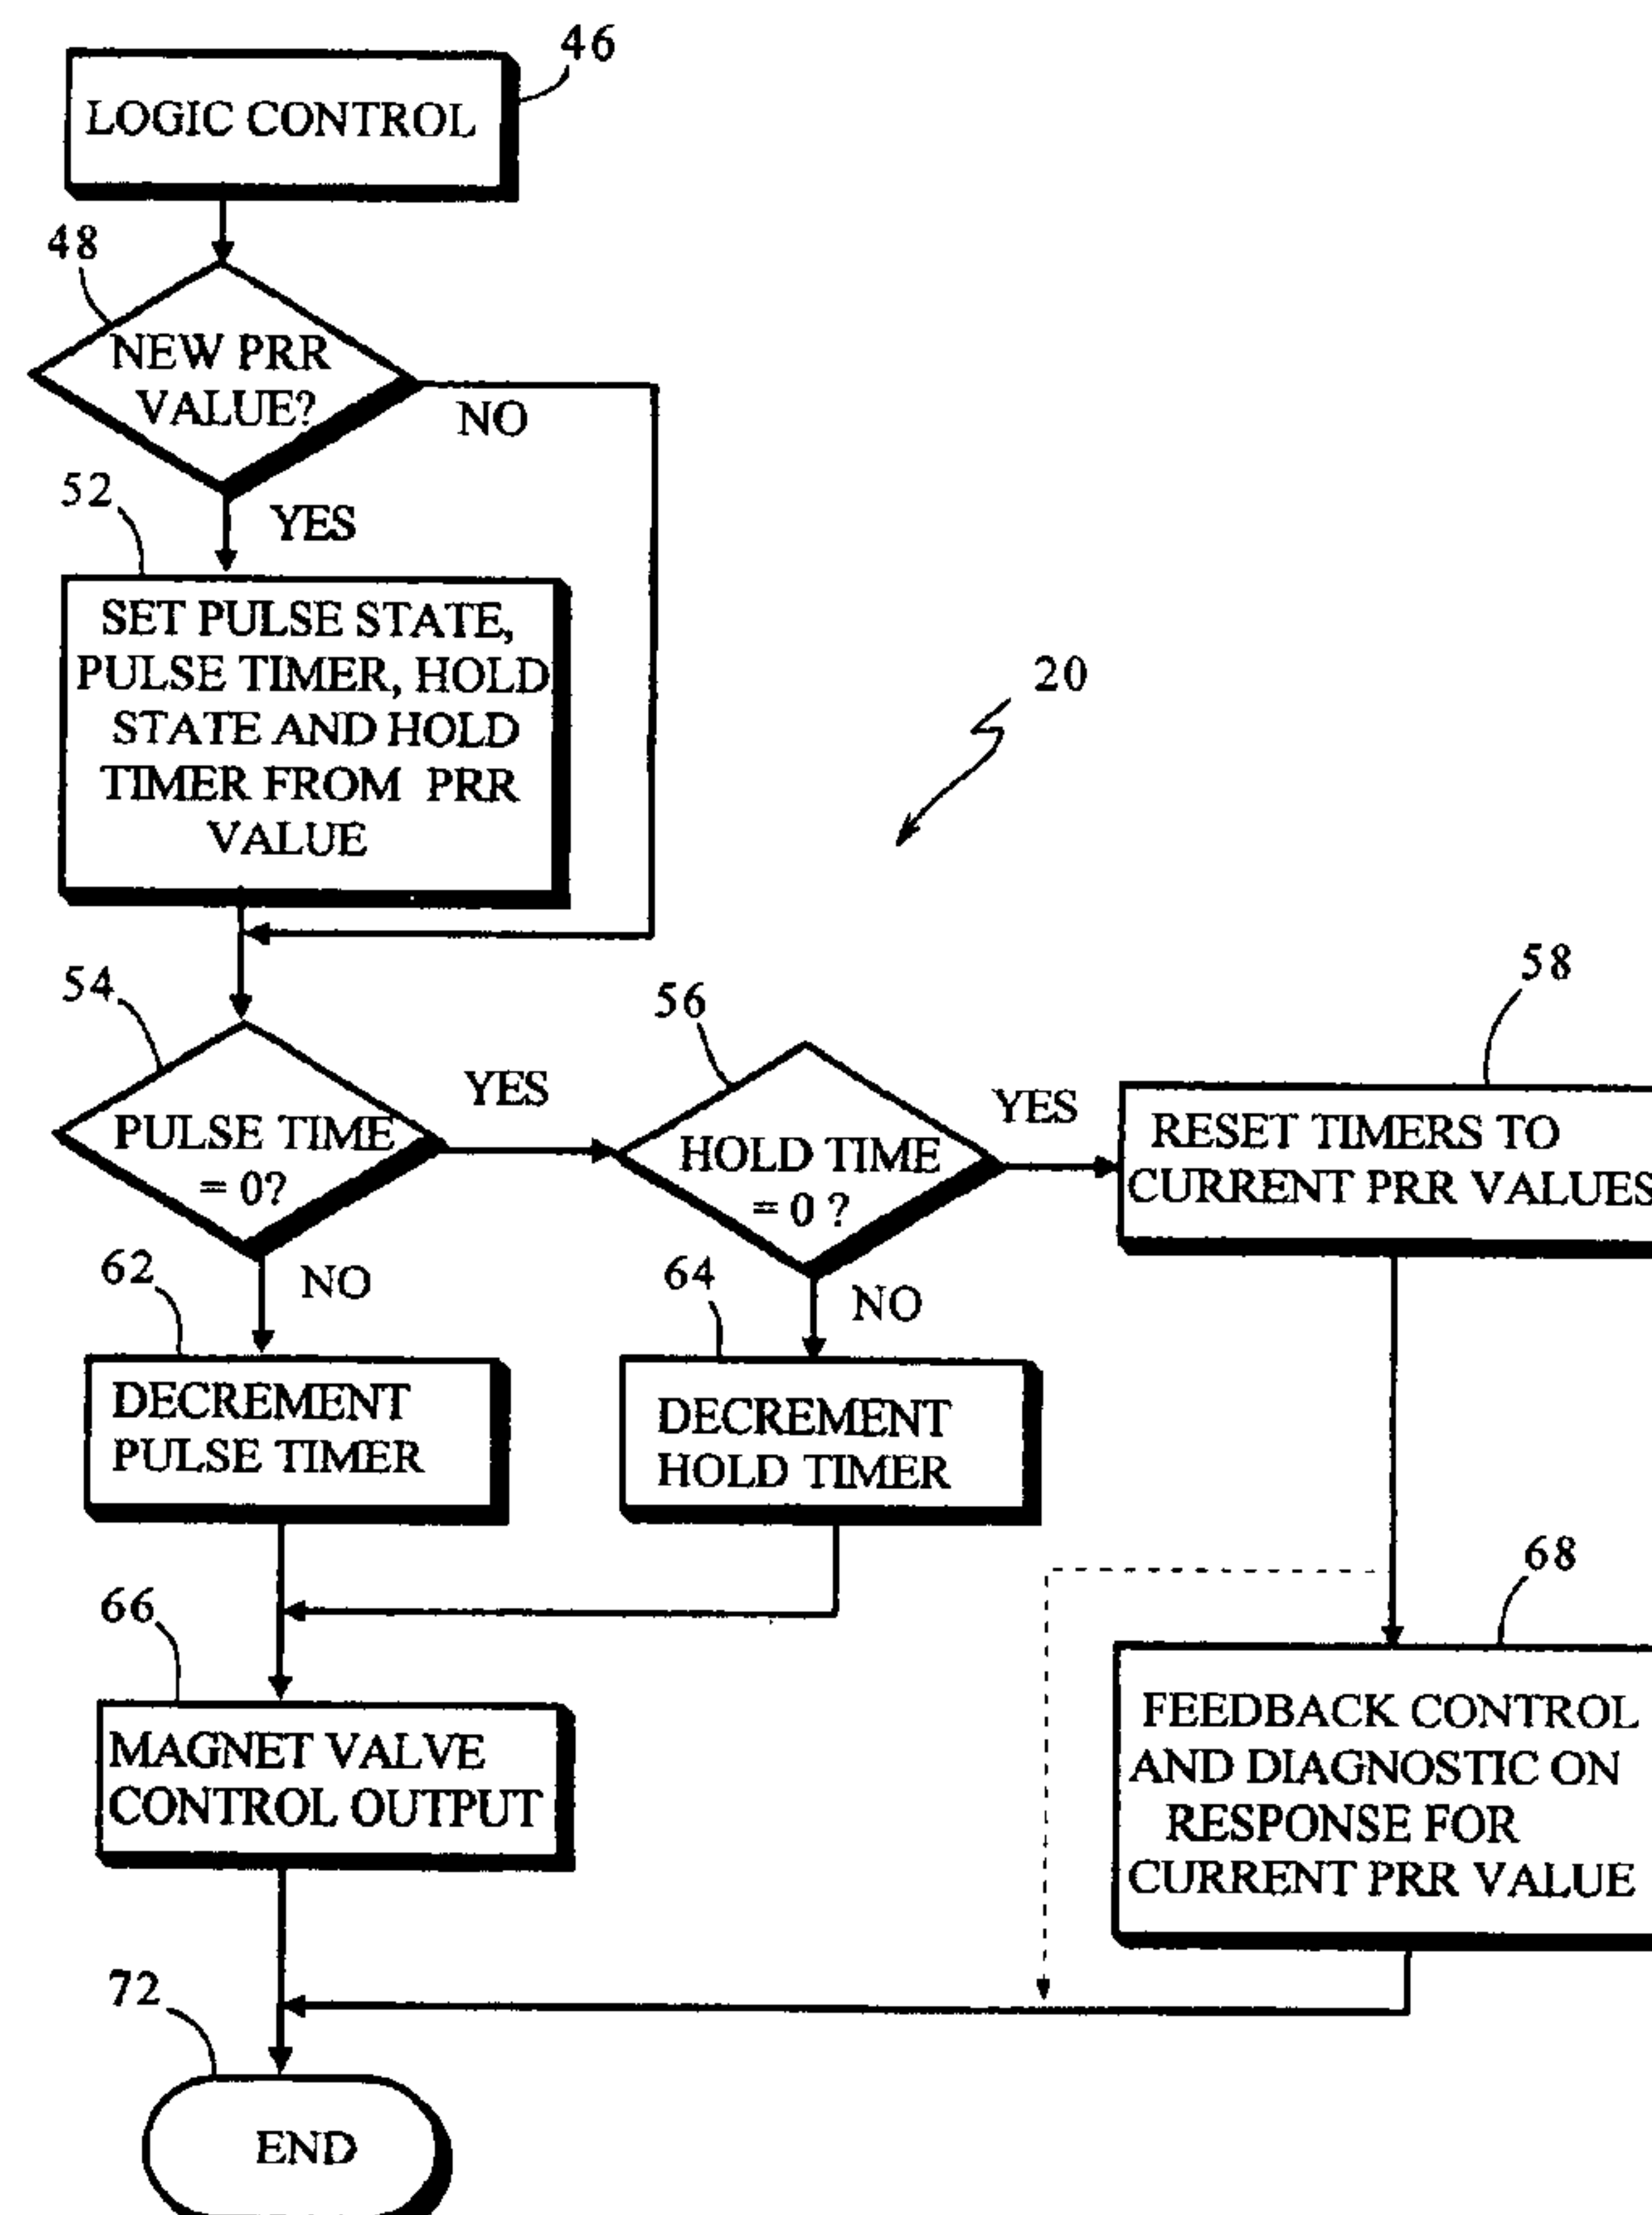 46
LOGIC CONTROL
48
NEW PRR
VALUE?
NO
YES
52
SET PULSE STATE,
PULSE TIMER, HOLD
STATE AND HOLD
TIMER FROM PRR
VALUE
20
54
PULSE TIME
= 0?
YES
NO
56
HOLD TIME
= 0 ?
YES
NO
58
RESET TIMERS TO
CURRENT PRR VALUES
62
DECREMENT
PULSE TIMER
64
DECREMENT
HOLD TIMER
66
MAGNET VALVE
CONTROL OUTPUT
68
FEEDBACK CONTROL
AND DIAGNOSTIC ON
RESPONSE FOR
CURRENT PRR VALUE
72
END